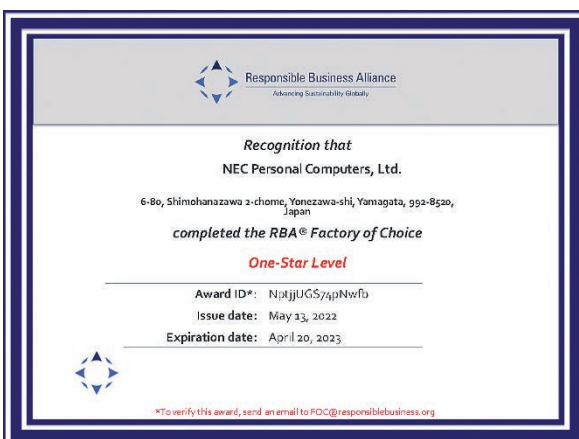 Responsible Business Alliance
Advancing Sustainability Globally
Recognition that
NEC Personal Computers, Ltd.
6-80, Shimohanazawa 2-chome, Yonezawa-shi, Yamagata, 992-8520,
Japan
completed the RBA® Factory of Choice
One-Star Level
Award ID*: NptjjUGS74pNwfb
Issue date: May 13, 2022
Expiration date: April 20, 2023
*To verify this award, send an email to FOC@responsiblebusiness.org